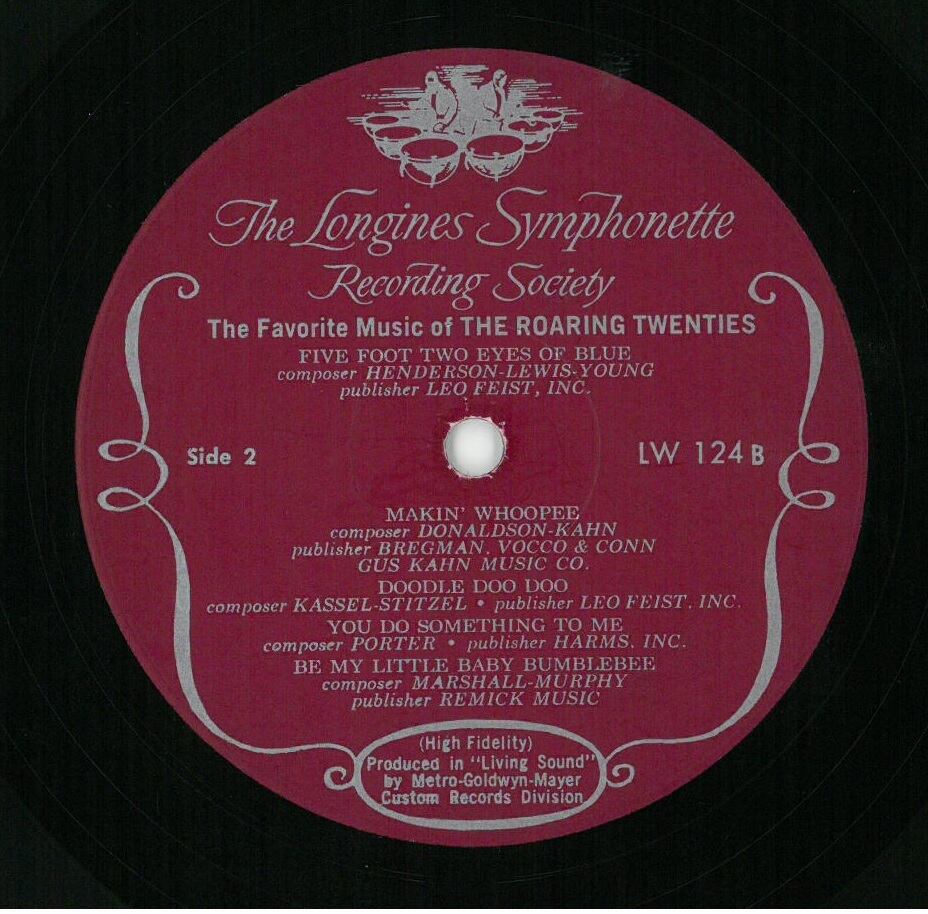 The Longines Symphonette
Recording Society
The Favorite Music of THE ROARING TWENTIES
FIVE FOOT TWO EYES OF BLUE
composer HENDERSON-LEWIS-YOUNG
publisher LEO FEIST, INC.
Side 2
LW 124 B
MAKIN' WHOOPEE
composer DONALDSON-KAHN
publisher BREGMAN, VOCCO & CONN
GUS KAHN MUSIC CO.
DOODLE DOO DOO
composer KASSEL-STITZEL • publisher LEO FEIST, INC.
YOU DO SOMETHING TO ME
composer PORTER • publisher HARMS, INC.
BE MY LITTLE BABY BUMBLEBEE
composer MARSHALL-MURPHY
publisher REMICK MUSIC
(High Fidelity)
Produced in "Living Sound"
by Metro-Goldwyn-Mayer
Custom Records Division